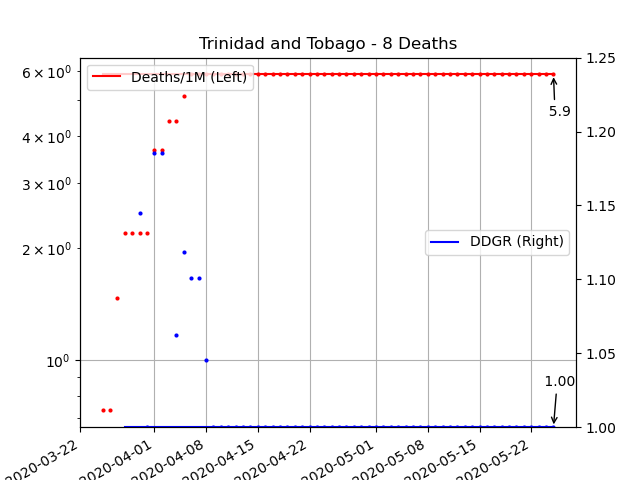 Trinidad and Tobago - 8 Deaths
Deaths/1M (Left)
DDGR (Right)
5.9
1.00
6 × 10⁰
4 × 10⁰
3 × 10⁰
2 × 10⁰
10⁰
1.25
1.20
1.15
1.10
1.05
1.00
2020-03-22
2020-04-01
2020-04-08
2020-04-15
2020-04-22
2020-05-01
2020-05-08
2020-05-15
2020-05-22